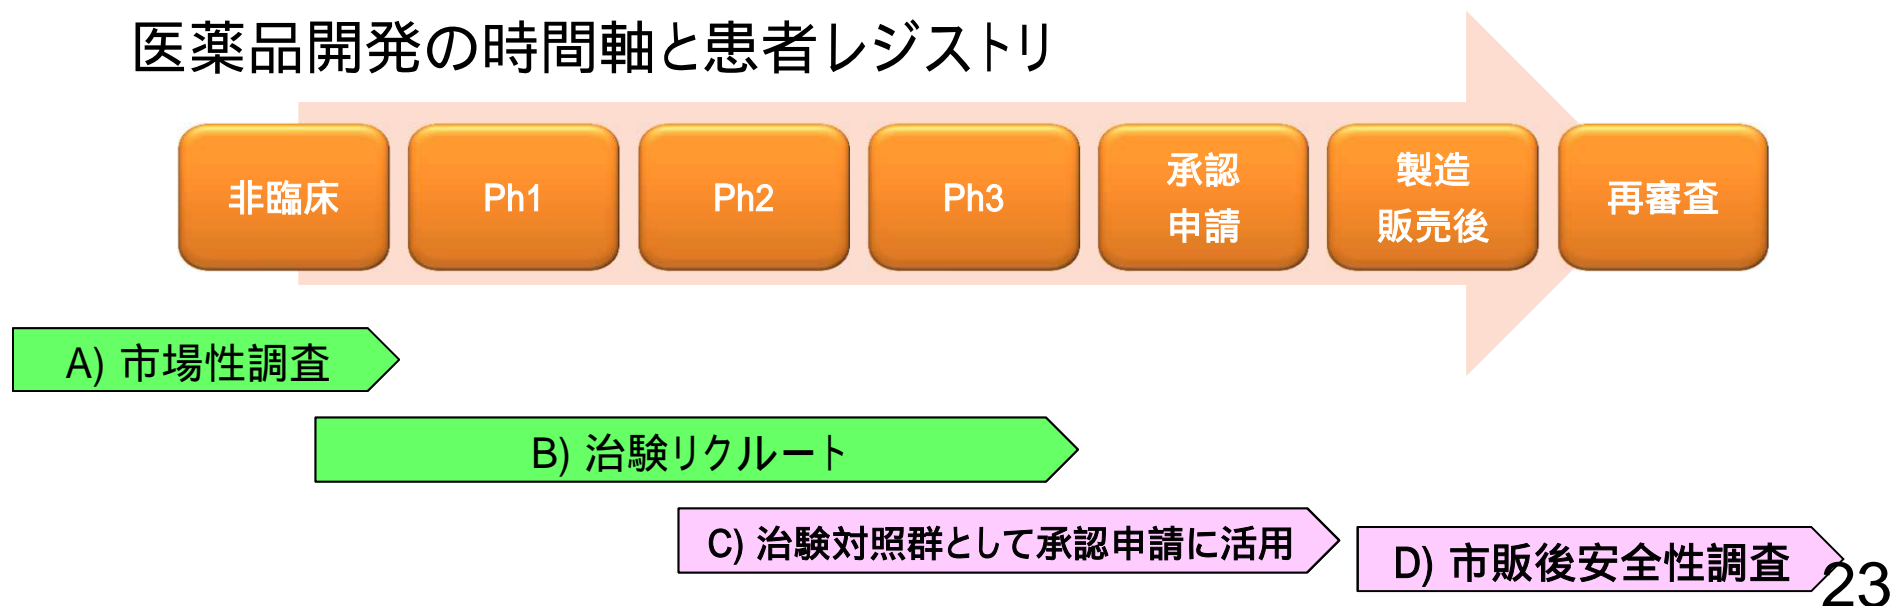 医薬品開発の時間軸と患者レジストリ
非臨床
Ph1
Ph2
Ph3
承認
申請
製造
販売後
再審査
A) 市場性調査
B) 治験リクルート
C) 治験対照群として承認申請に活用
D) 市販後安全性調査
23